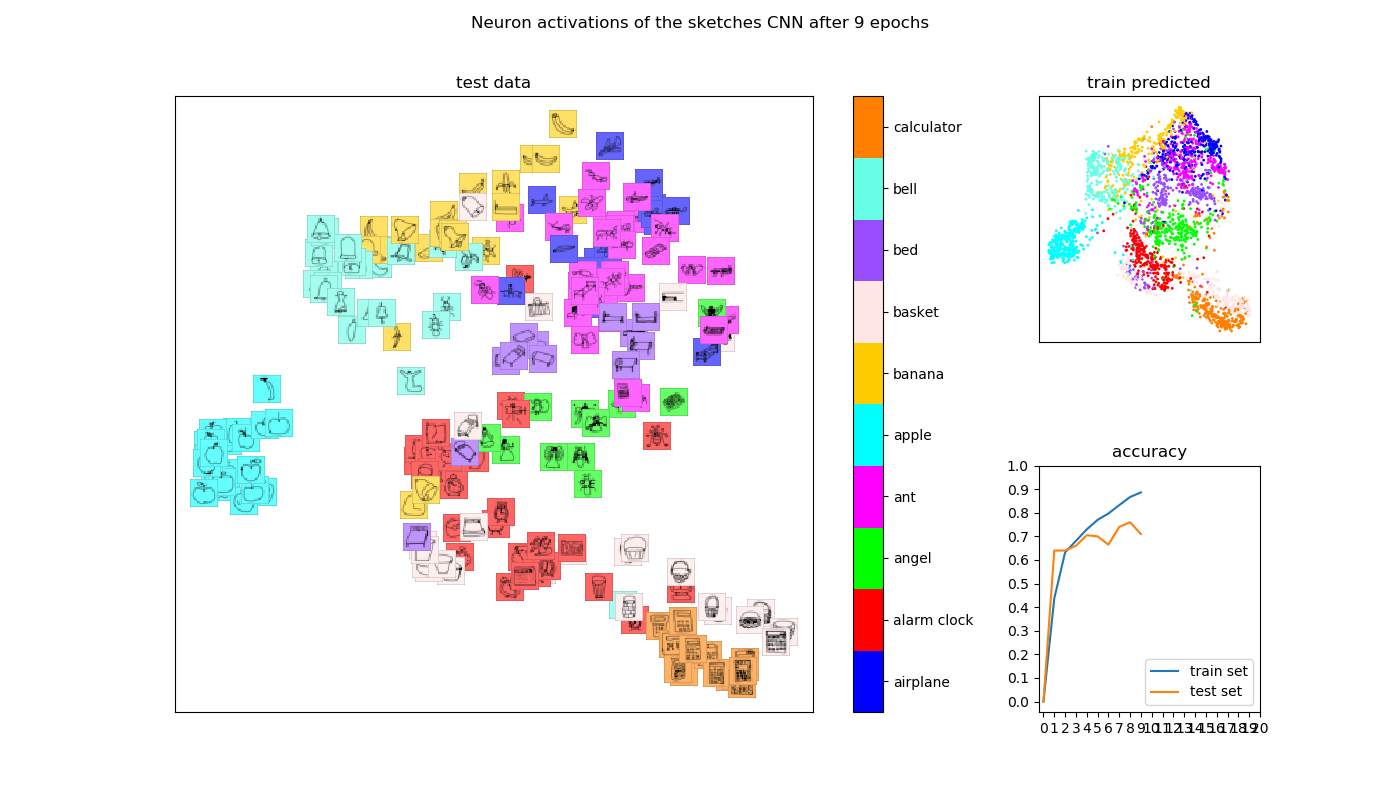 Neuron activations of the sketches CNN after 9 epochs
test data
train predicted
calculator
bell
bed
basket
banana
apple
ant
angel
alarm clock
airplane
accuracy
1.0
0.9
0.8
0.7
0.6
0.5
0.4
0.3
0.2
0.1
0.0
train set
test set
0 1 2 3 4 5 6 7 8 9 10 11 12 13 14 15 16 17 18 19 20